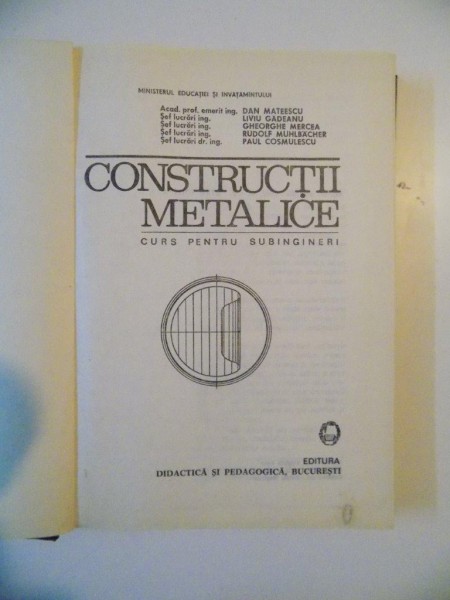 MINISTERUL EDUCAȚIEI ȘI ÎNVĂȚĂMÎNTULUI
Acad. prof. emerit ing. DAN MATEESCU
Șef lucrări ing. LIVIU GĂDEANU
Șef lucrări ing. GHEORGHE MERCEA
Șef lucrări ing. RUDOLF MÜHLBÄCHER
Șef lucrări dr. ing. PAUL COSMULESCU
CONSTRUCȚII
METALICE
CURS PENTRU SUBINGINERI
EDITURA
DIDACTICĂ ȘI PEDAGOGICĂ, BUCUREȘTI